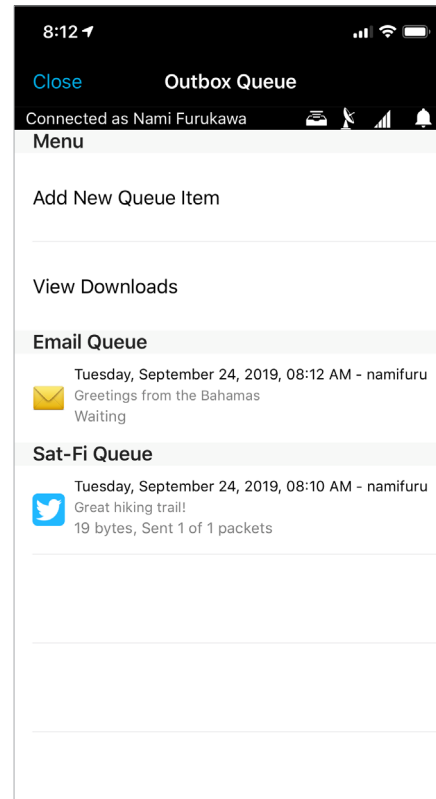 8:12
Close Outbox Queue
Connected as Nami Furukawa
Menu
Add New Queue Item
View Downloads
Email Queue
Tuesday, September 24, 2019, 08:12 AM - namifuru
Greetings from the Bahamas
Waiting
Sat-Fi Queue
Tuesday, September 24, 2019, 08:10 AM - namifuru
Great hiking trail!
19 bytes, Sent 1 of 1 packets